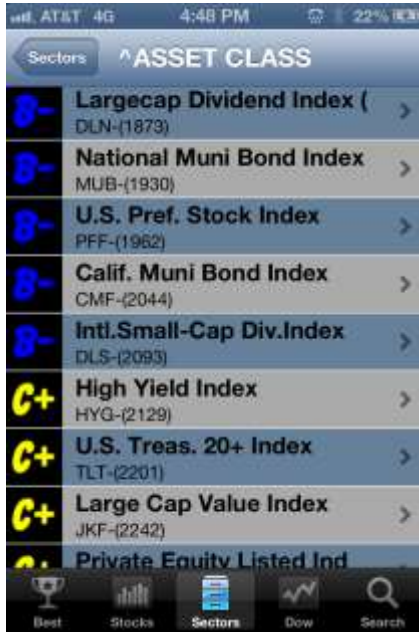 AT&T 4G 4:48 PM 22%
Sectors ^ASSET CLASS
B- Largecap Dividend Index (
DLN-(1873)
B- National Muni Bond Index
MUB-(1930)
B- U.S. Pref. Stock Index
PFF-(1962)
B- Calif. Muni Bond Index
CMF-(2044)
B- Intl.Small-Cap Div.Index
DLS-(2093)
C+ High Yield Index
HYG-(2129)
C+ U.S. Treas. 20+ Index
TLT-(2201)
C+ Large Cap Value Index
JKF-(2242)
C+ Private Equity Listed Ind
Best Stocks Sectors Dow Search